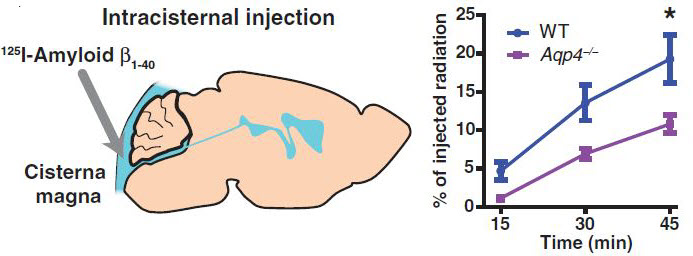 Intracisternal injection
¹²⁵I-Amyloid β₁₋₄₀
Cisterna
magna
% of injected radiation
25
20
15
10
5
0
WT
Aqp4⁻/⁻
*
15
30
45
Time (min)